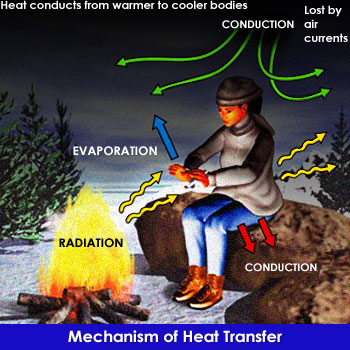 Heat conducts from warmer to cooler bodies
CONDUCTION
Lost by
air
currents
EVAPORATION
RADIATION
CONDUCTION
Mechanism of Heat Transfer